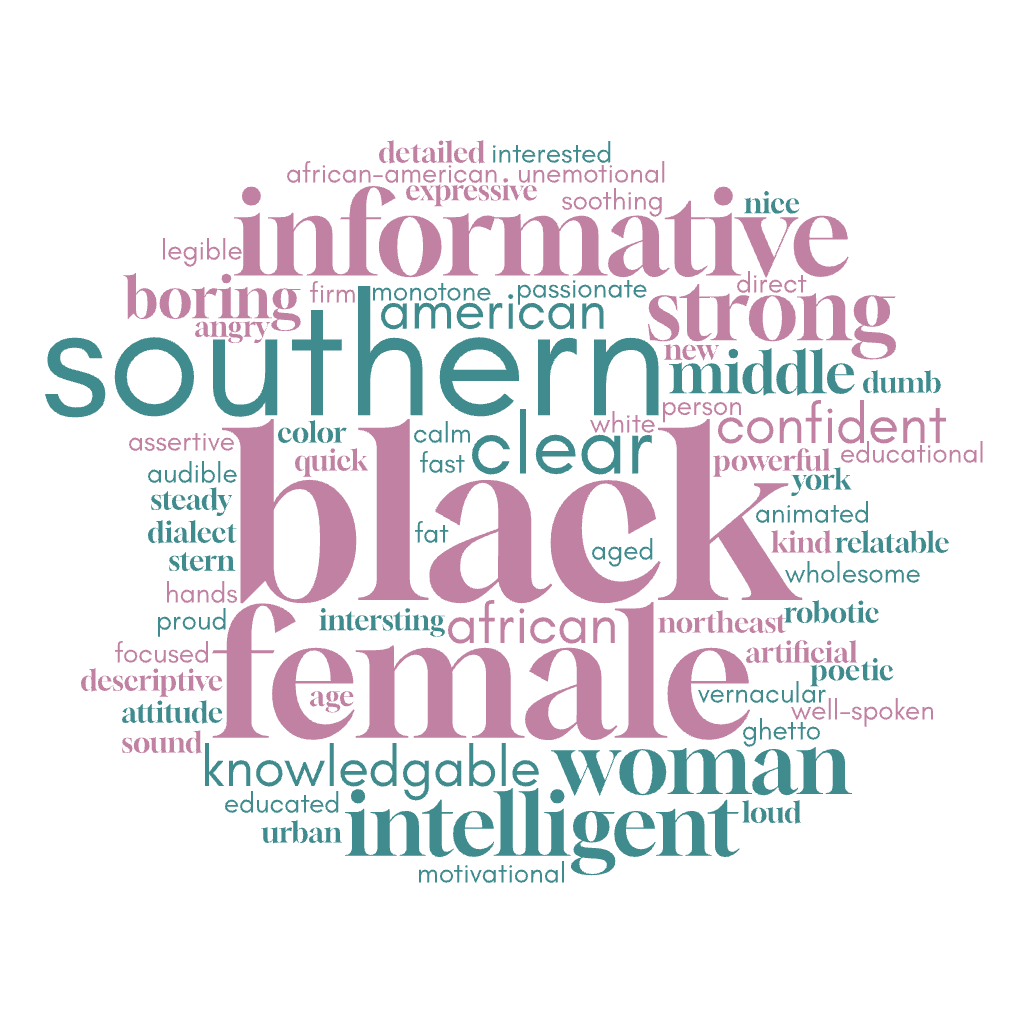 detailed interested
african-american unemotional
expressive soothing nice
informative
legible
boring firm monotone passionate direct
angry american strong
southern new middle dumb
person
assertive color calm clear white confident
audible quick fast powerful educational
steady york
black animated
dialect fat aged kind relatable
stern wholesome
hands
proud intersting african northeast robotic
focused female artificial
descriptive age vernacular poetic
attitude well-spoken
sound ghetto
knowledgable woman
educated intelligent loud
urban
motivational